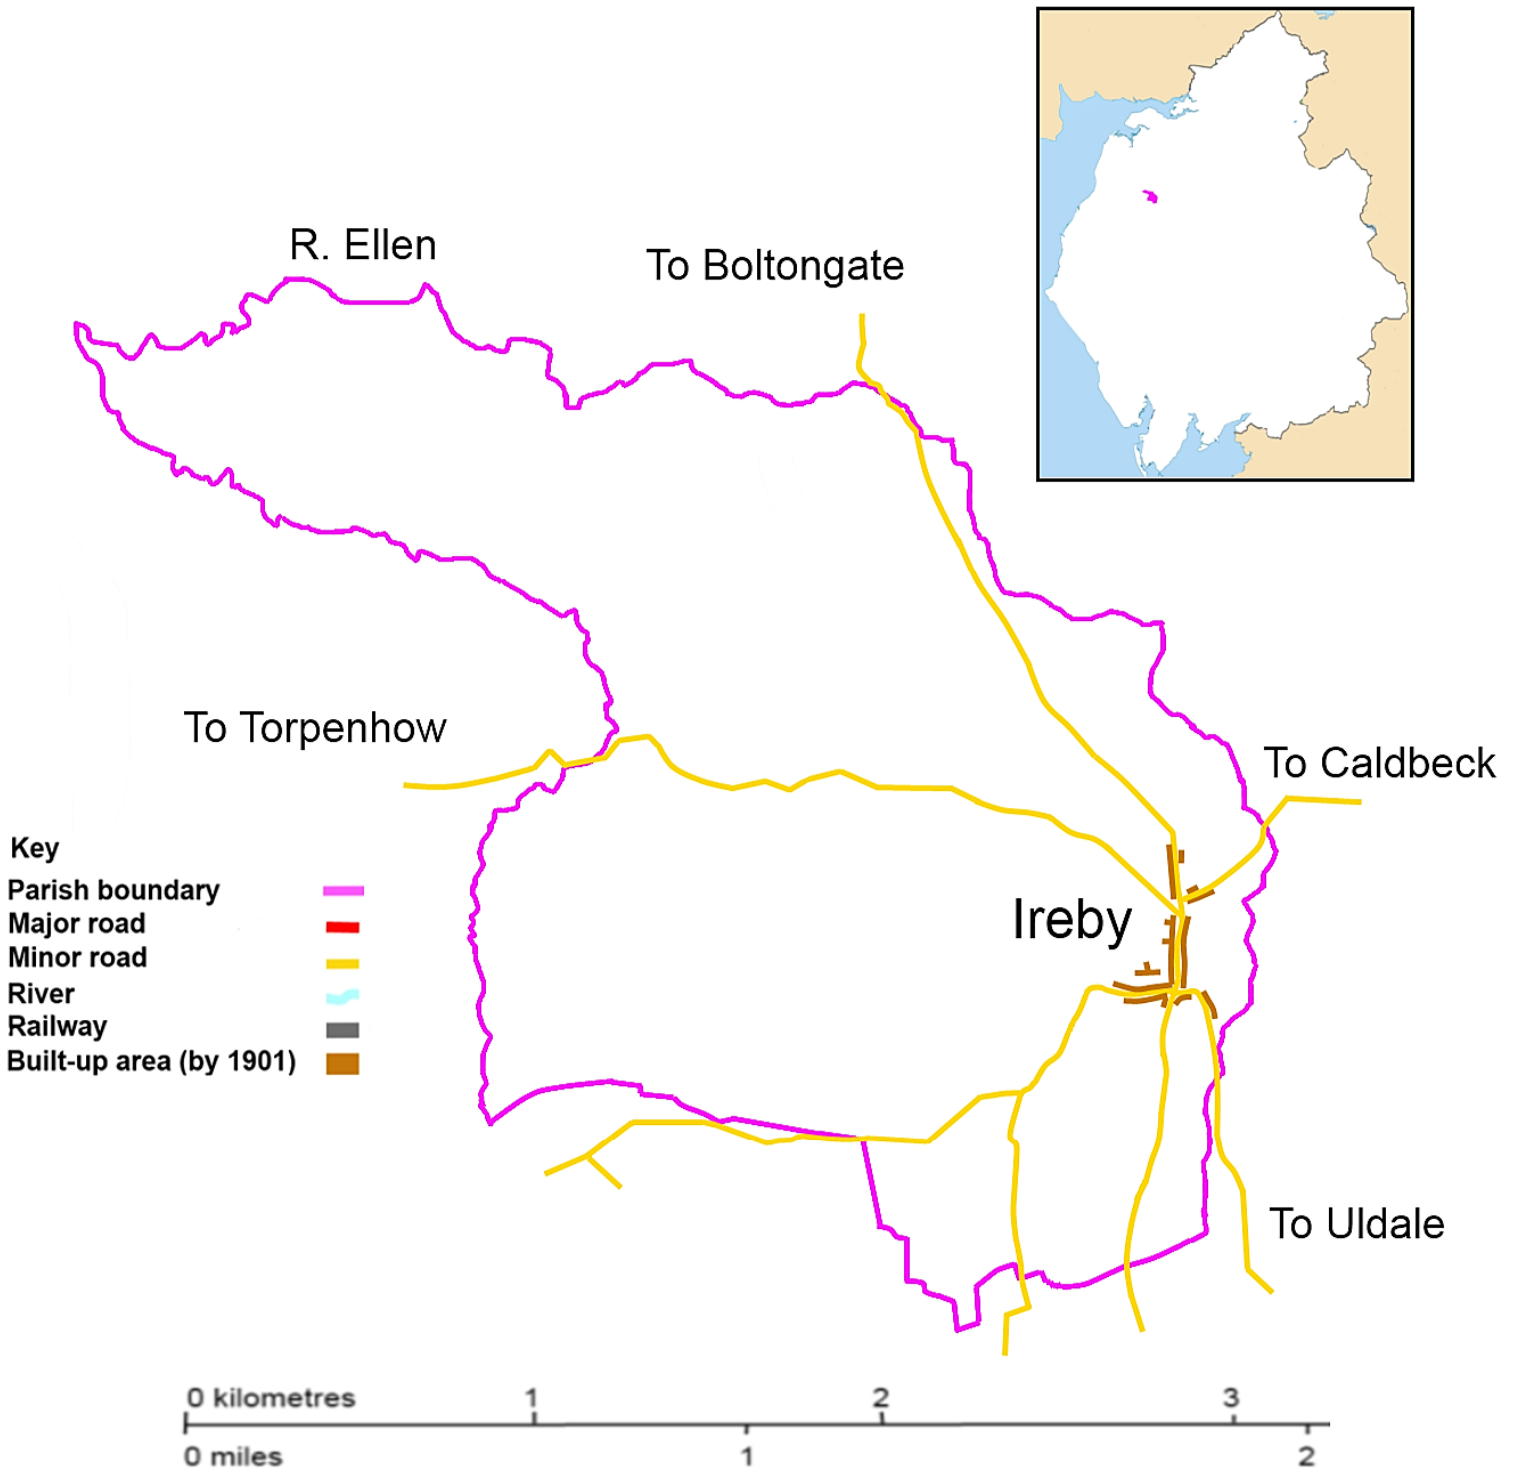 R. Ellen
To Boltongate
To Torpenhow
To Caldbeck
Key
Parish boundary
Major road
Minor road
River
Railway
Built-up area (by 1901)
Ireby
To Uldale
0 kilometres 1 2 3
0 miles 1 2